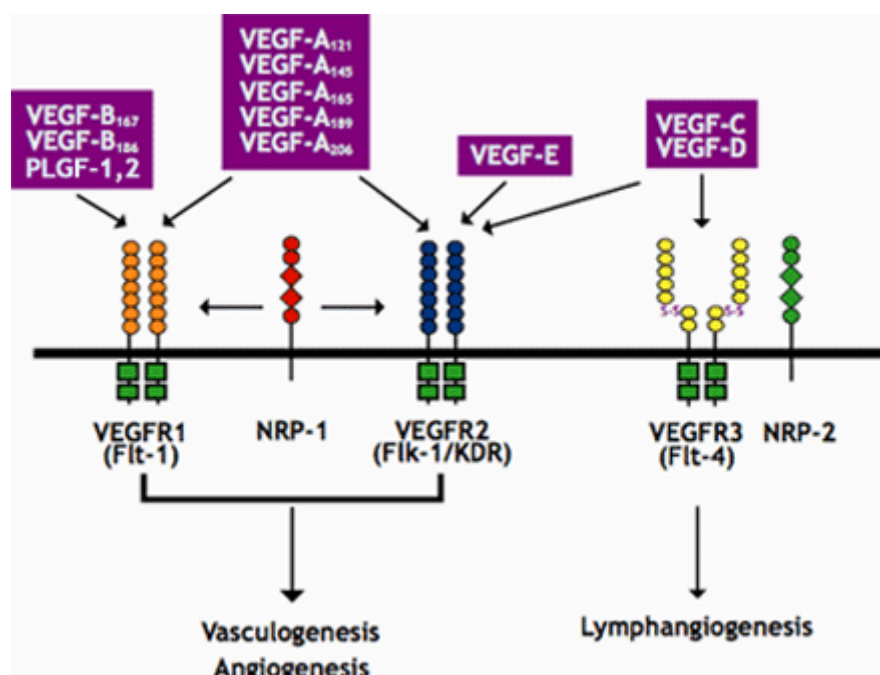 VEGF-B₁₆₇
VEGF-B₁₈₆
PLGF-1,2
VEGF-A₁₂₁
VEGF-A₁₄₅
VEGF-A₁₆₅
VEGF-A₁₈₉
VEGF-A₂₀₆
VEGF-E
VEGF-C
VEGF-D
S-S
S-S
VEGFR1
(Flt-1)
NRP-1
VEGFR2
(Flk-1/KDR)
VEGFR3
(Flt-4)
NRP-2
Vasculogenesis
Angiogenesis
Lymphangiogenesis